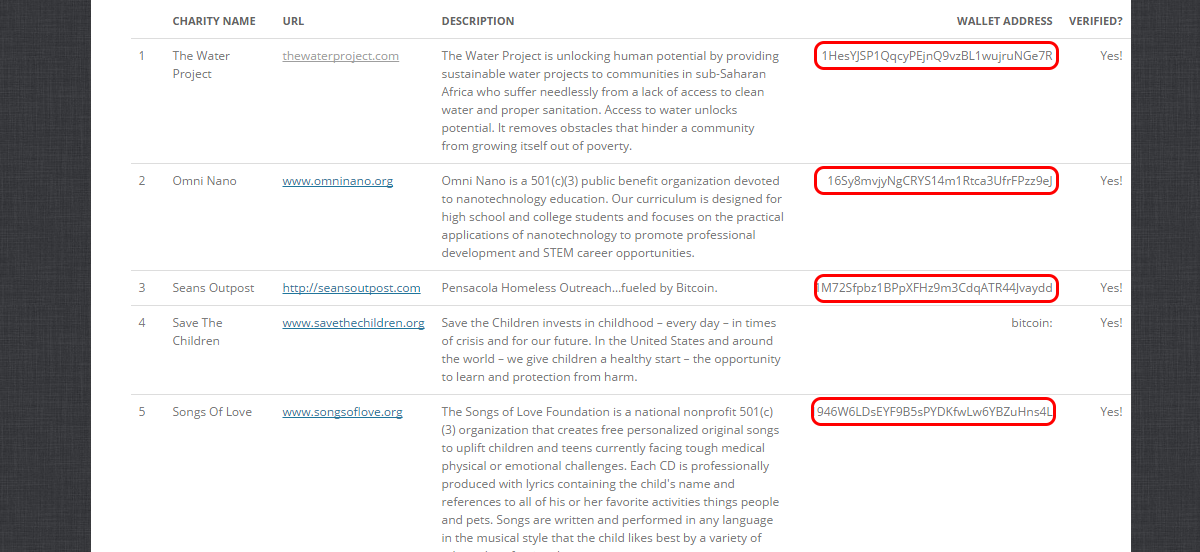 CHARITY NAME URL DESCRIPTION WALLET ADDRESS VERIFIED?
1 The Water thewaterproject.com The Water Project is unlocking human potential by providing 1HesYJSP1QqcyPEjnQ9vzBL1wujruNGe7R Yes!
Project sustainable water projects to communities in sub-Saharan
Africa who suffer needlessly from a lack of access to clean
water and proper sanitation. Access to water unlocks
potential. It removes obstacles that hinder a community
from growing itself out of poverty.
2 Omni Nano www.omninano.org Omni Nano is a 501(c)(3) public benefit organization devoted 16Sy8mvjyNgCRYS14m1Rtca3UfrFPzz9eJ Yes!
to nanotechnology education. Our curriculum is designed for
high school and college students and focuses on the practical
applications of nanotechnology to promote professional
development and STEM career opportunities.
3 Seans Outpost http://seansoutpost.com Pensacola Homeless Outreach...fueled by Bitcoin. 1M72Sfpbz1BPpXFHz9m3CdqATR44Jvaydd Yes!
4 Save The www.savethechildren.org Save the Children invests in childhood – every day – in times bitcoin: Yes!
Children of crisis and for our future. In the United States and around
the world – we give children a healthy start – the opportunity
to learn and protection from harm.
5 Songs Of Love www.songsoflove.org The Songs of Love Foundation is a national nonprofit 501(c) 946W6LDsEYF9B5sPYDKfwLw6YBZuHns4L Yes!
(3) organization that creates free personalized original songs
to uplift children and teens currently facing tough medical
physical or emotional challenges. Each CD is professionally
produced with lyrics containing the child's name and
references to all of his or her favorite activities things people
and pets. Songs are written and performed in any language
in the musical style that the child likes best by a variety of